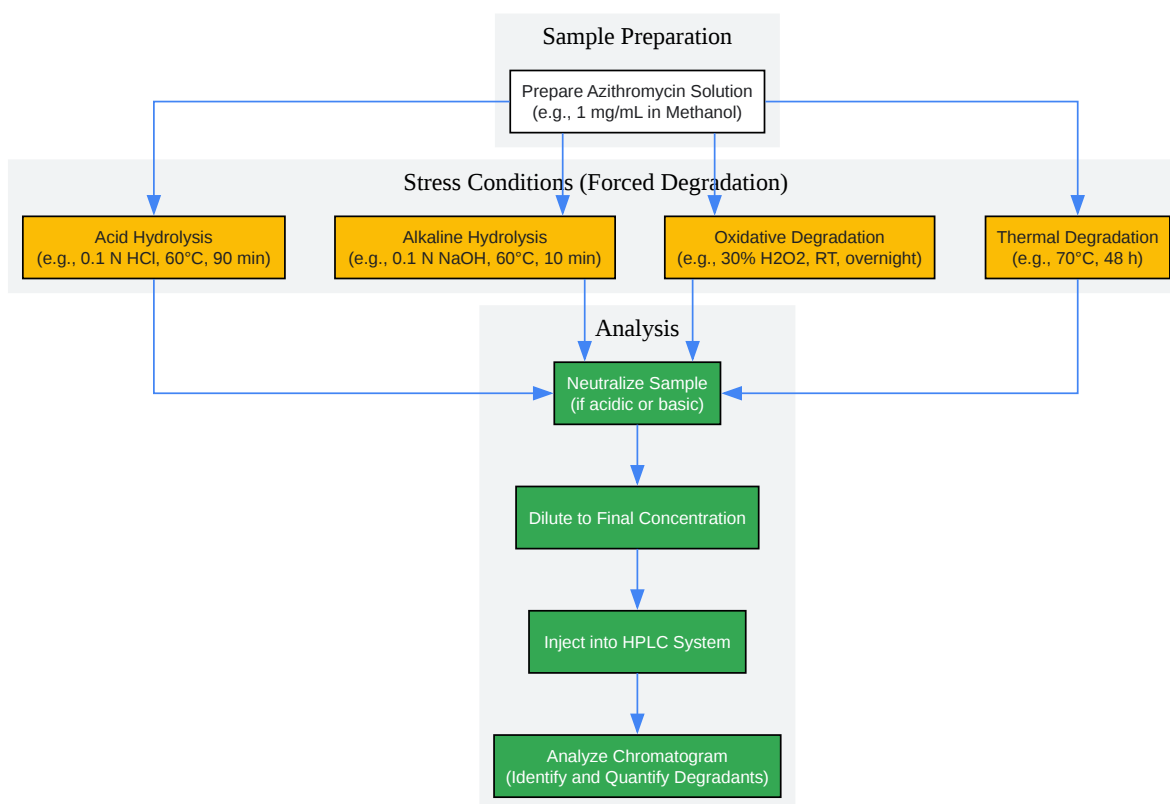 Sample Preparation
Prepare Azithromycin Solution
(e.g., 1 mg/mL in Methanol)
Stress Conditions (Forced Degradation)
Acid Hydrolysis
(e.g., 0.1 N HCl, 60°C, 90 min)
Alkaline Hydrolysis
(e.g., 0.1 N NaOH, 60°C, 10 min)
Oxidative Degradation
(e.g., 30% H2O2, RT, overnight)
Thermal Degradation
(e.g., 70°C, 48 h)
Analysis
Neutralize Sample
(if acidic or basic)
Dilute to Final Concentration
Inject into HPLC System
Analyze Chromatogram
(Identify and Quantify Degradants)